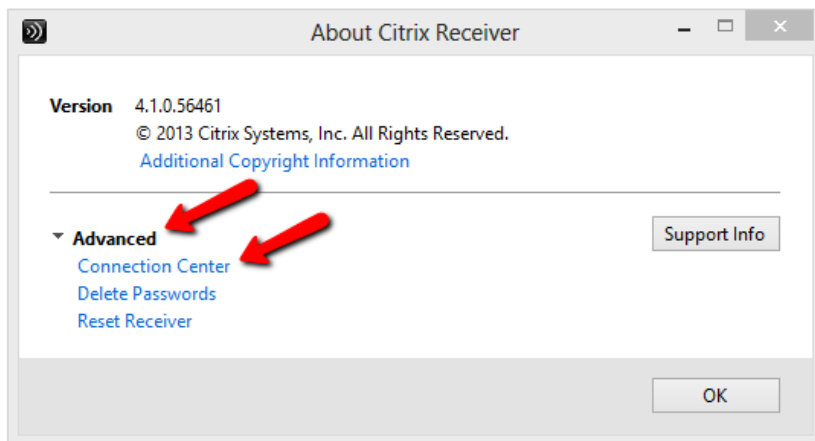 About Citrix Receiver
Version 4.1.0.56461
© 2013 Citrix Systems, Inc. All Rights Reserved.
Additional Copyright Information
Advanced
Support Info
Connection Center
Delete Passwords
Reset Receiver
OK